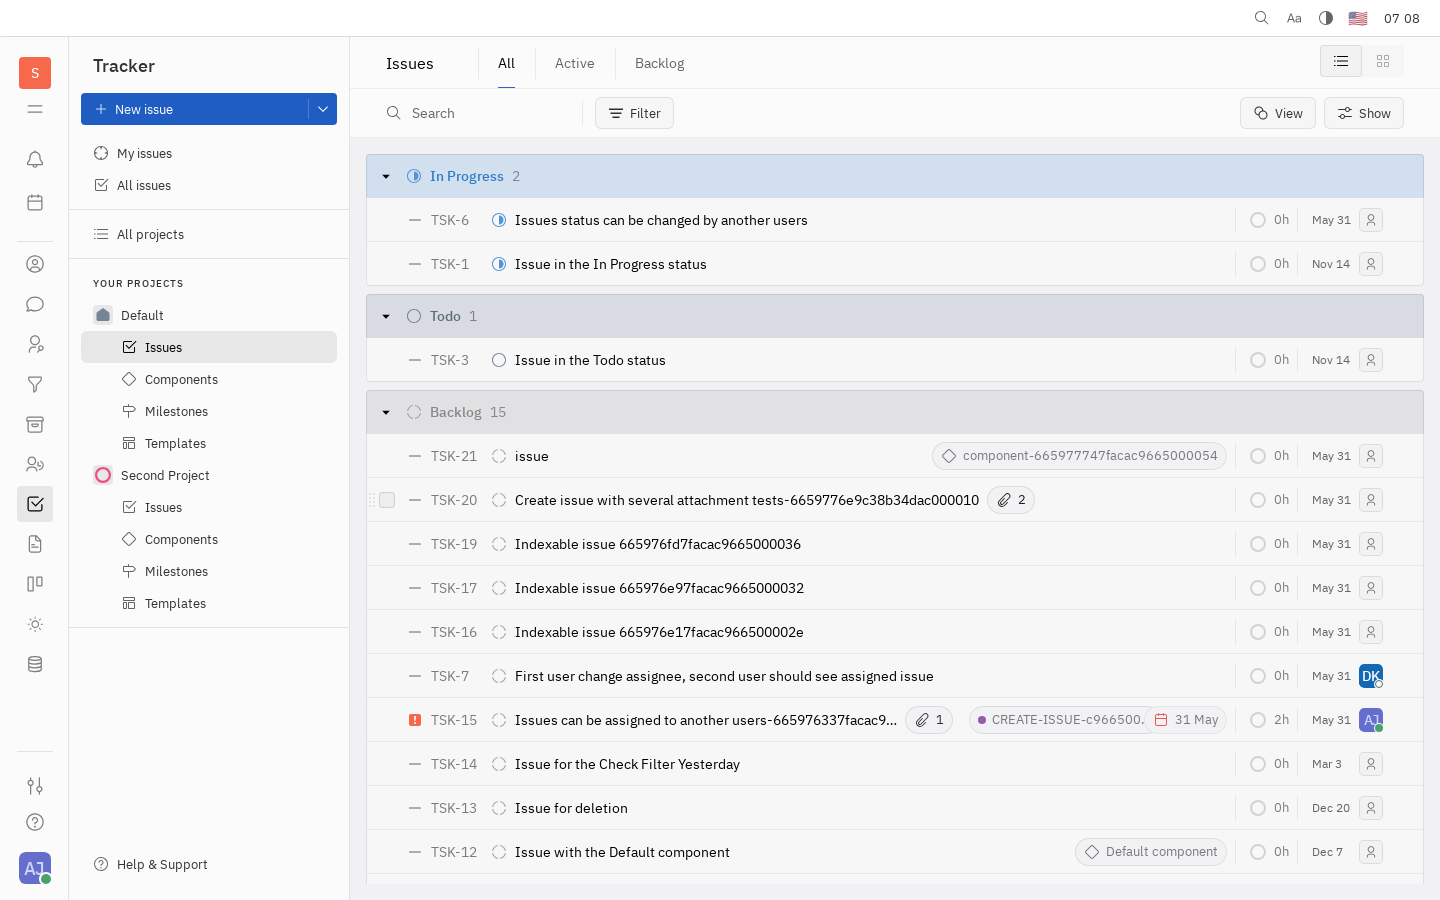 Aa 07 08
S
Tracker
New issue
My issues
All issues
All projects
YOUR PROJECTS
Default
Issues
Components
Milestones
Templates
Second Project
Issues
Components
Milestones
Templates
Help & Support
AJ
Issues All Active Backlog
Search Filter View Show
In Progress 2
TSK-6 Issues status can be changed by another users 0h May 31
TSK-1 Issue in the In Progress status 0h Nov 14
Todo 1
TSK-3 Issue in the Todo status 0h Nov 14
Backlog 15
TSK-21 issue component-665977747facac9665000054 0h May 31
TSK-20 Create issue with several attachment tests-6659776e9c38b34dac000010 2 0h May 31
TSK-19 Indexable issue 665976fd7facac9665000036 0h May 31
TSK-17 Indexable issue 665976e97facac9665000032 0h May 31
TSK-16 Indexable issue 665976e17facac966500002e 0h May 31
TSK-7 First user change assignee, second user should see assigned issue 0h May 31 DK
TSK-15 Issues can be assigned to another users-665976337facac9... 1 CREATE-ISSUE-c966500... 31 May 2h May 31 AJ
TSK-14 Issue for the Check Filter Yesterday 0h Mar 3
TSK-13 Issue for deletion 0h Dec 20
TSK-12 Issue with the Default component Default component 0h Dec 7